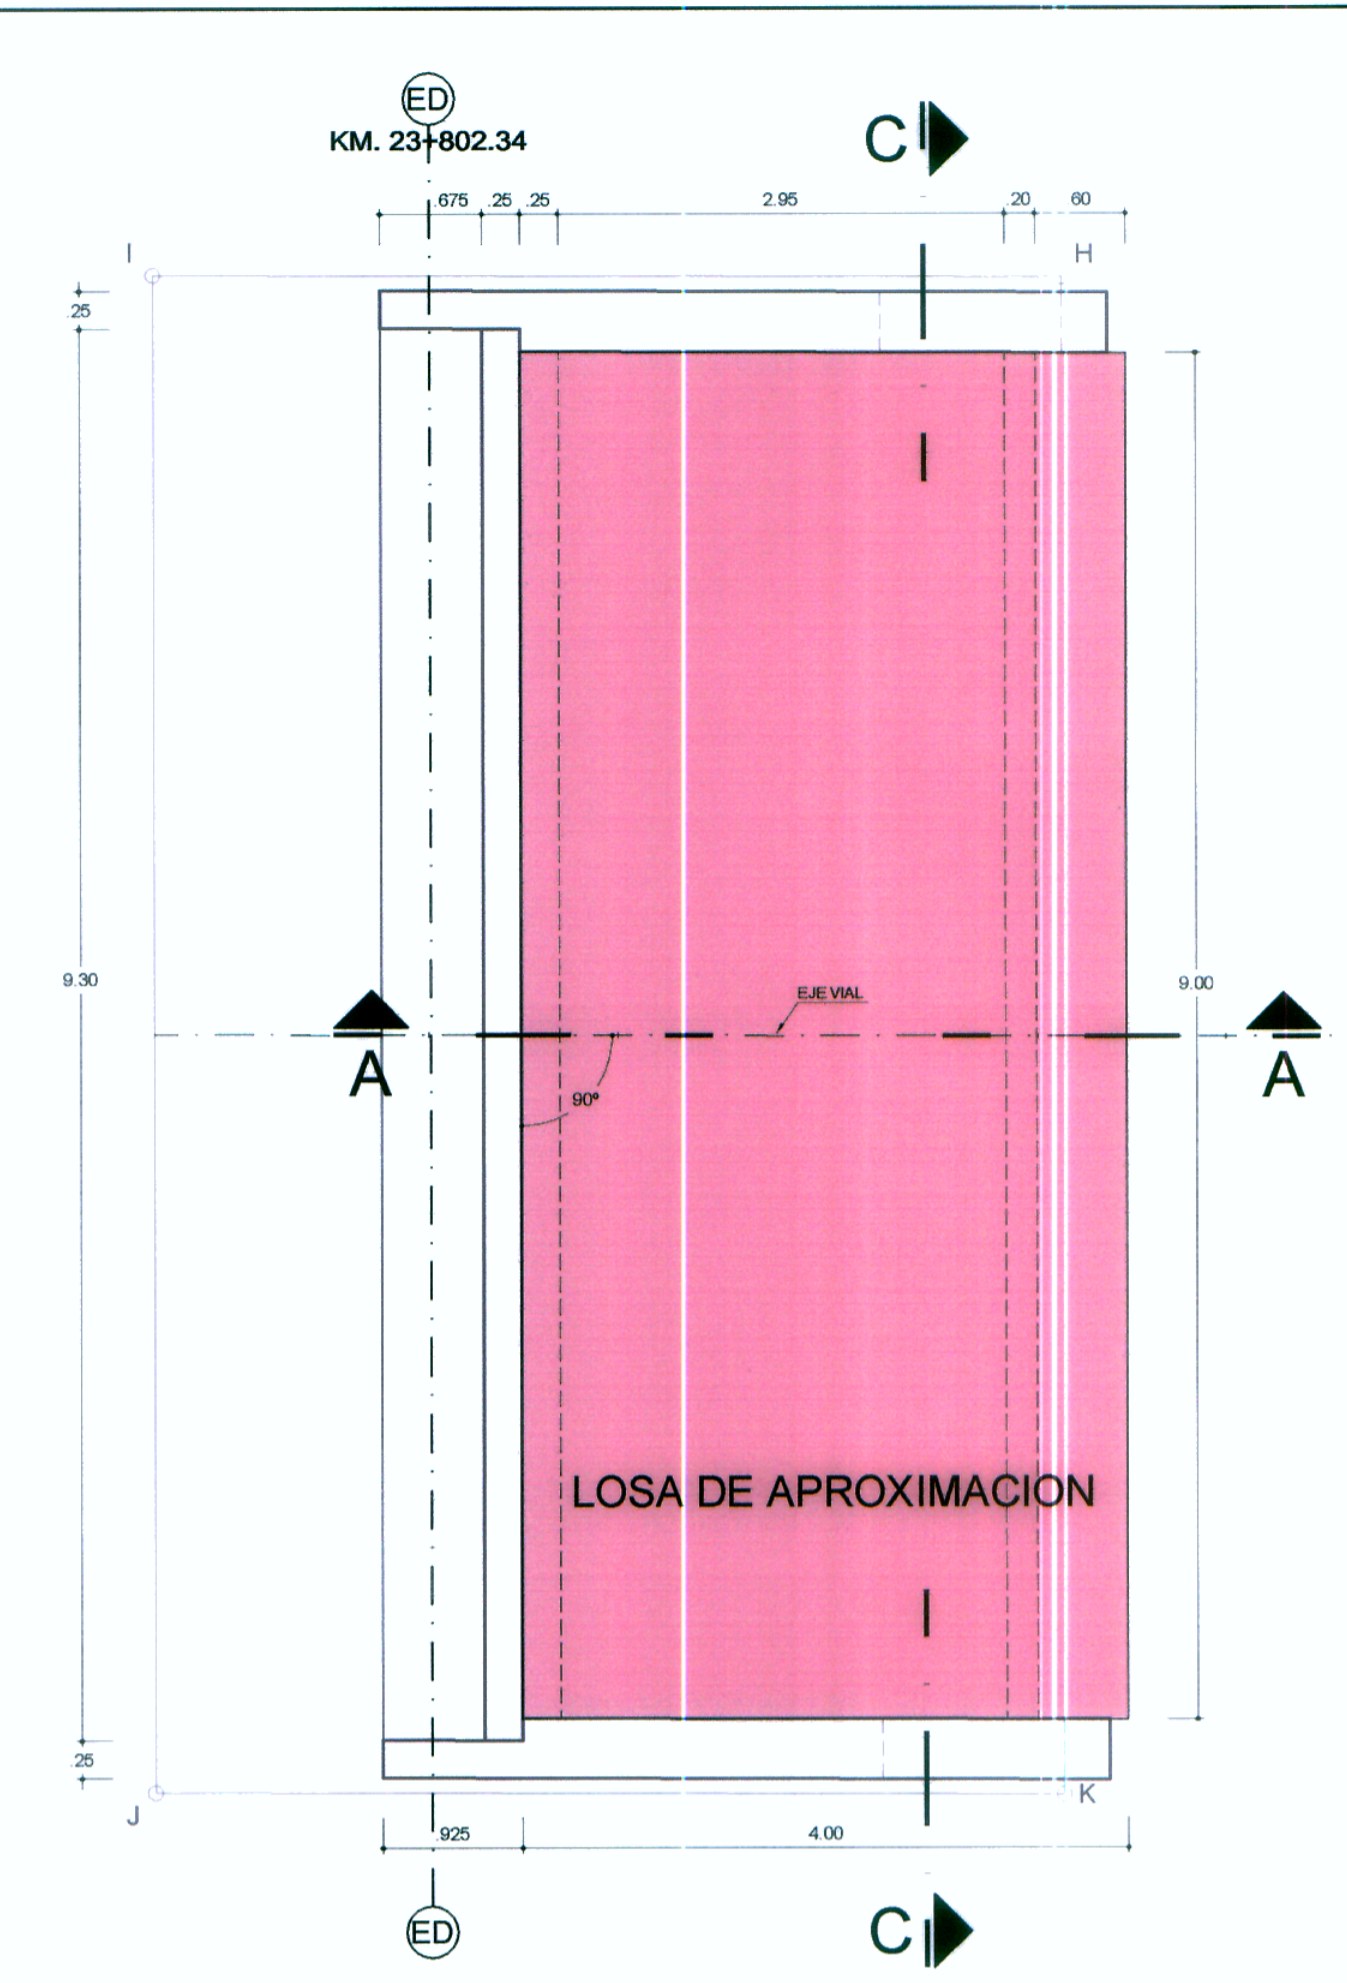 ED
KM. 23+802.34
C
.675 .25 .25 2.95 .20 60
I
H
.25
9.30
9.00
EJE VIAL
A
A
90º
LOSA DE APROXIMACION
.25
J
K
.925
4.00
ED
C